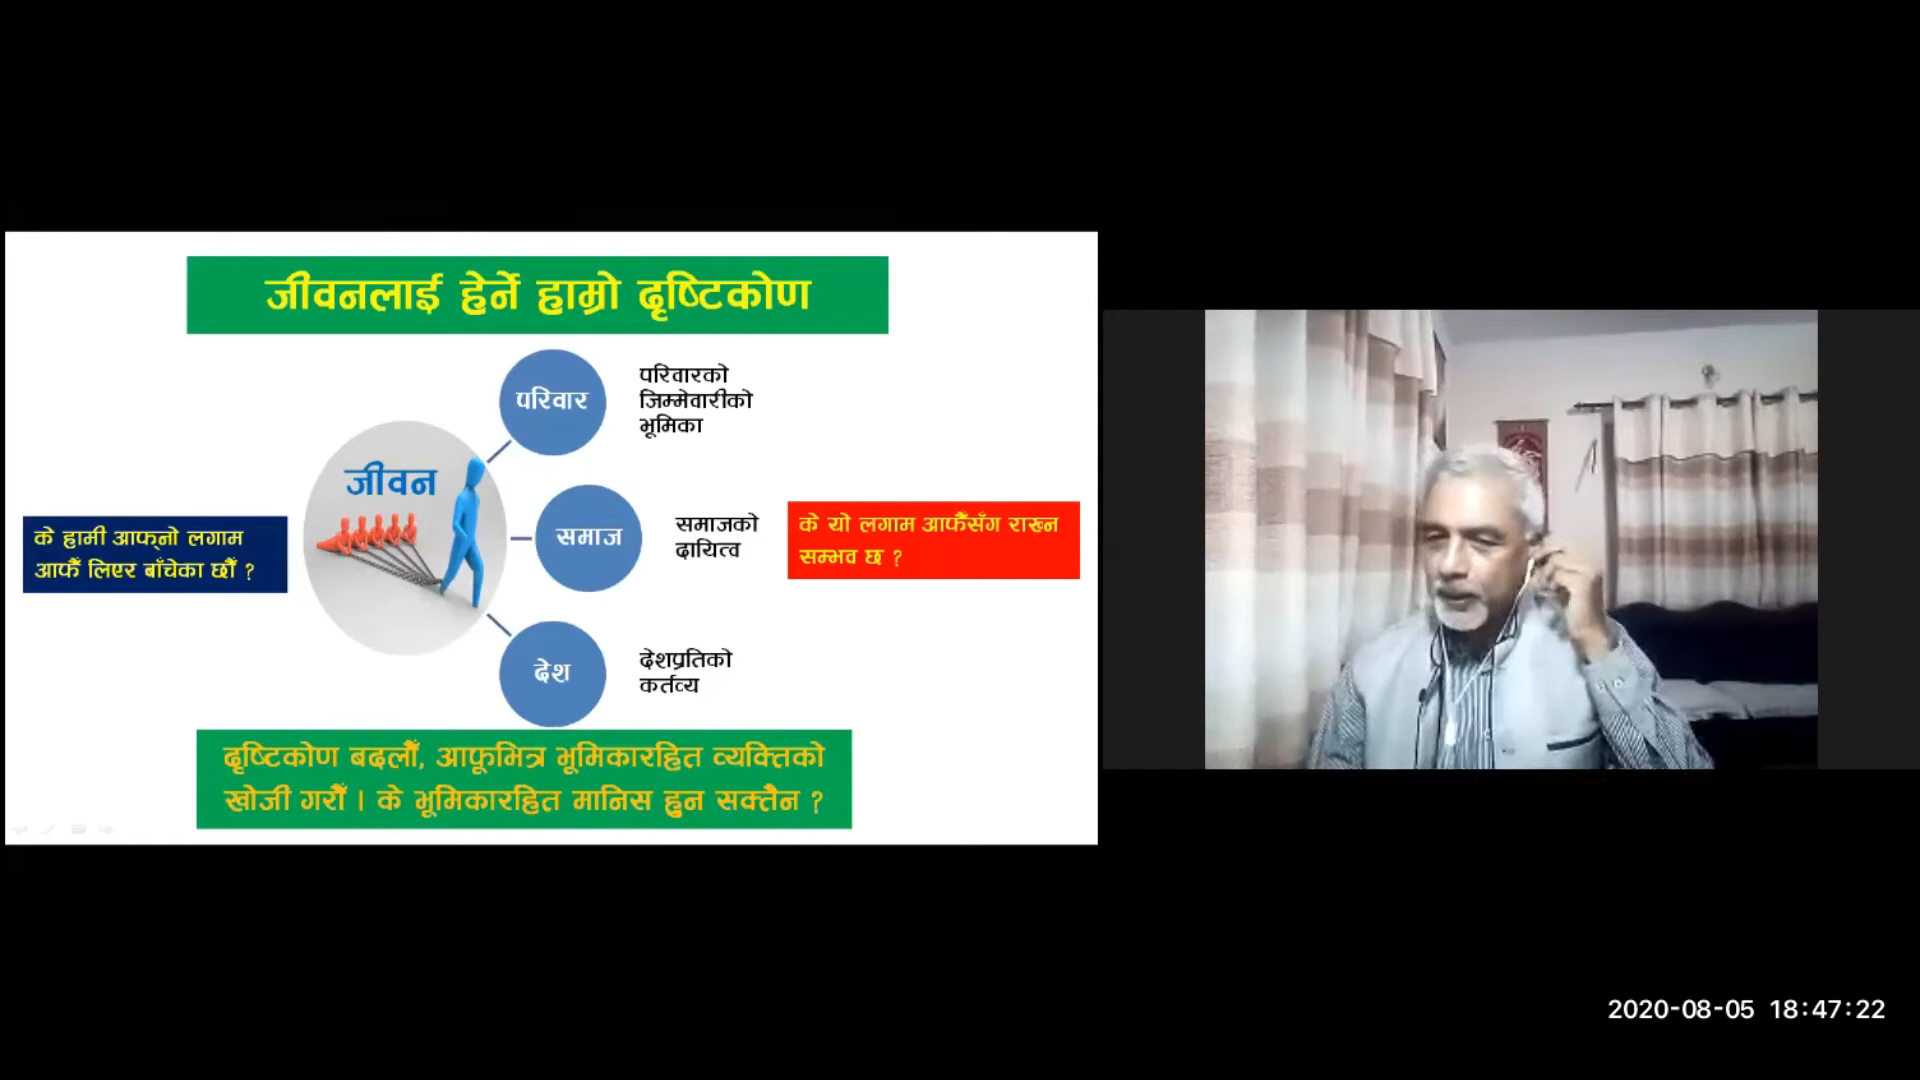 जीवनलाई हेर्ने हाम्रो दृष्टिकोण
परिवार
परिवारको
जिम्मेवारीको
भूमिका
जीवन
के हामी आफ्नो लगाम
आफैँ लिएर बाँचेका छौँ ?
समाज
समाजको
दायित्व
के यो लगाम आफैँसँग राख्न
सम्भव छ ?
देश
देशप्रतिको
कर्तव्य
दृष्टिकोण बदलौँ, आफूभित्र भूमिकारहित व्यक्तिको
खोजी गरौँ । के भूमिकारहित मानिस हुन सक्तैन ?
2020-08-05 18:47:22